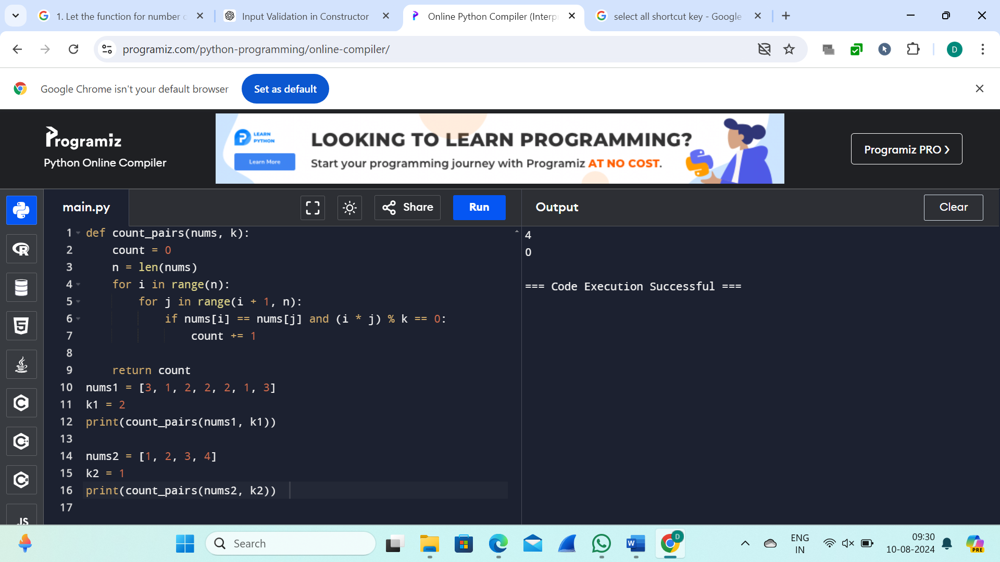 1. Let the function for number
Input Validation in Constructor
Online Python Compiler (Interp
select all shortcut key - Google
programiz.com/python-programming/online-compiler/
D
Google Chrome isn't your default browser
Set as default
Programiz
Python Online Compiler
LEARN
PYTHON
Learn More
LOOKING TO LEARN PROGRAMMING?
Start your programming journey with Programiz AT NO COST.
Programiz PRO ❯
main.py
Share
Run
Output
Clear
1 def count_pairs(nums, k):
2     count = 0
3     n = len(nums)
4     for i in range(n):
5         for j in range(i + 1, n):
6             if nums[i] == nums[j] and (i * j) % k == 0:
7                 count += 1
8
9     return count
10 nums1 = [3, 1, 2, 2, 2, 1, 3]
11 k1 = 2
12 print(count_pairs(nums1, k1))
13
14 nums2 = [1, 2, 3, 4]
15 k2 = 1
16 print(count_pairs(nums2, k2))
17
4
0
=== Code Execution Successful ===
JS
Search
W
D
ENG
IN
09:30
10-08-2024
PRE